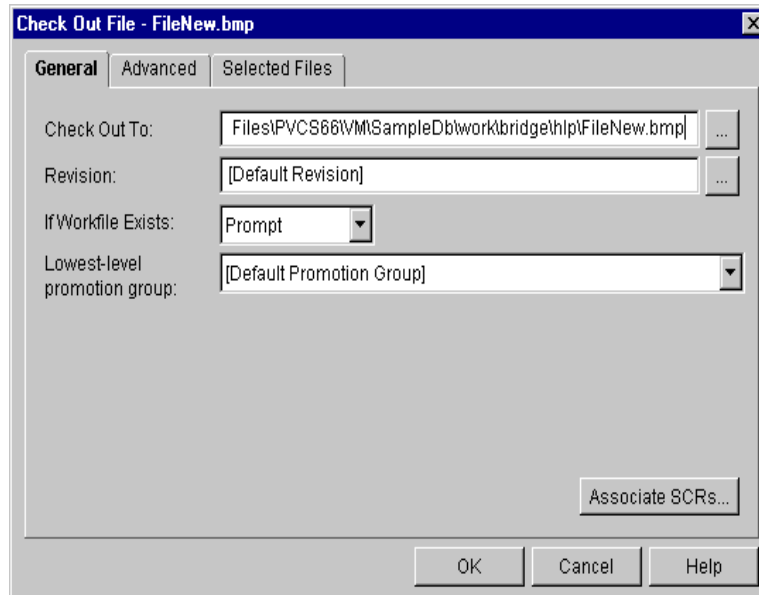 Check Out File - FileNew.bmp
General Advanced Selected Files
Check Out To: Files\PVCS66\VM\SampleDb\work\bridge\hlp\FileNew.bmp ...
Revision: [Default Revision] ...
If Workfile Exists: Prompt
Lowest-level
promotion group: [Default Promotion Group]
Associate SCRs...
OK Cancel Help